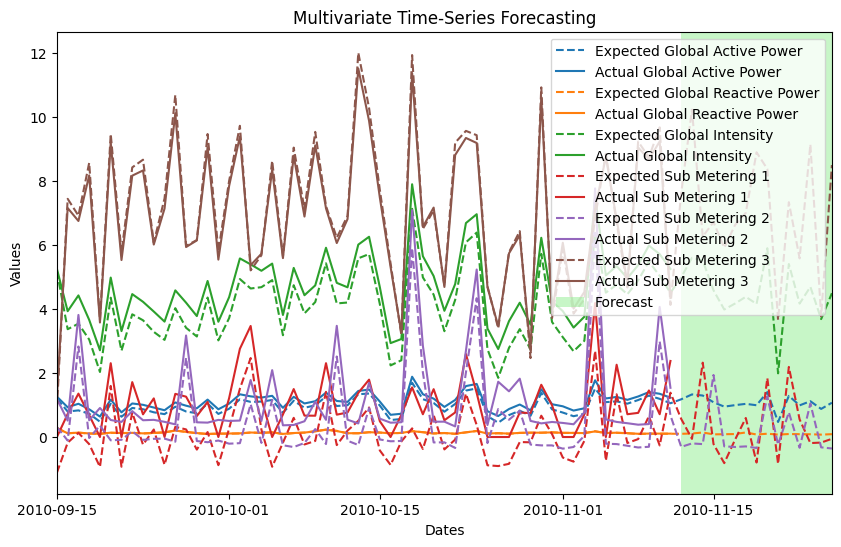 Multivariate Time-Series Forecasting
12
10
8
6
4
2
0
Values
Expected Global Active Power
Actual Global Active Power
Expected Global Reactive Power
Actual Global Reactive Power
Expected Global Intensity
Actual Global Intensity
Expected Sub Metering 1
Actual Sub Metering 1
Expected Sub Metering 2
Actual Sub Metering 2
Expected Sub Metering 3
Actual Sub Metering 3
Forecast
2010-09-15
2010-10-01
2010-10-15
2010-11-01
2010-11-15
Dates